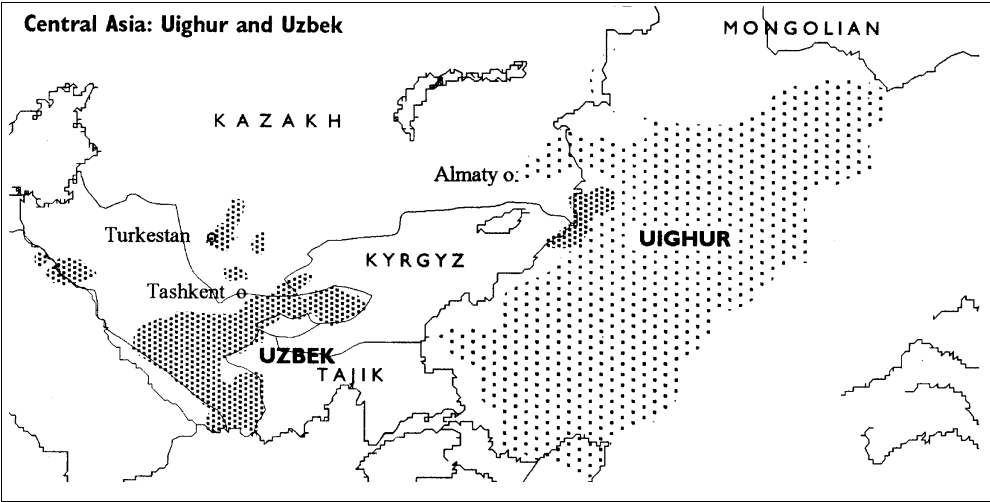 Central Asia: Uighur and Uzbek
MONGOLIAN
KAZAKH
Almaty o
Turkestan
UIGHUR
KYRGYZ
Tashkent o
UZBEK
TAJIK